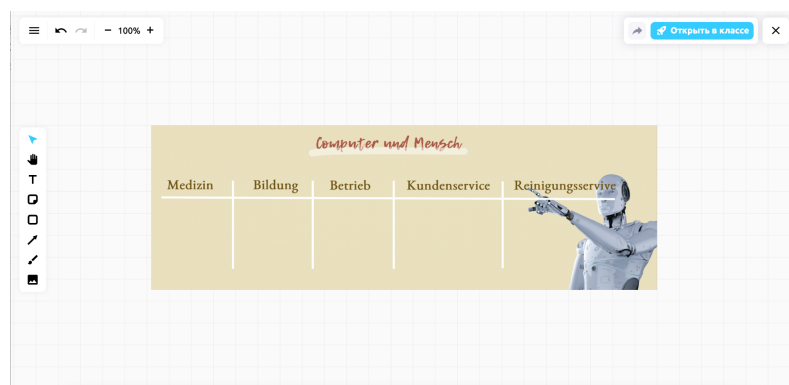 100%
Открыть в классе
Computer und Mensch
Medizin Bildung Betrieb Kundenservice Reinigungsservive
T